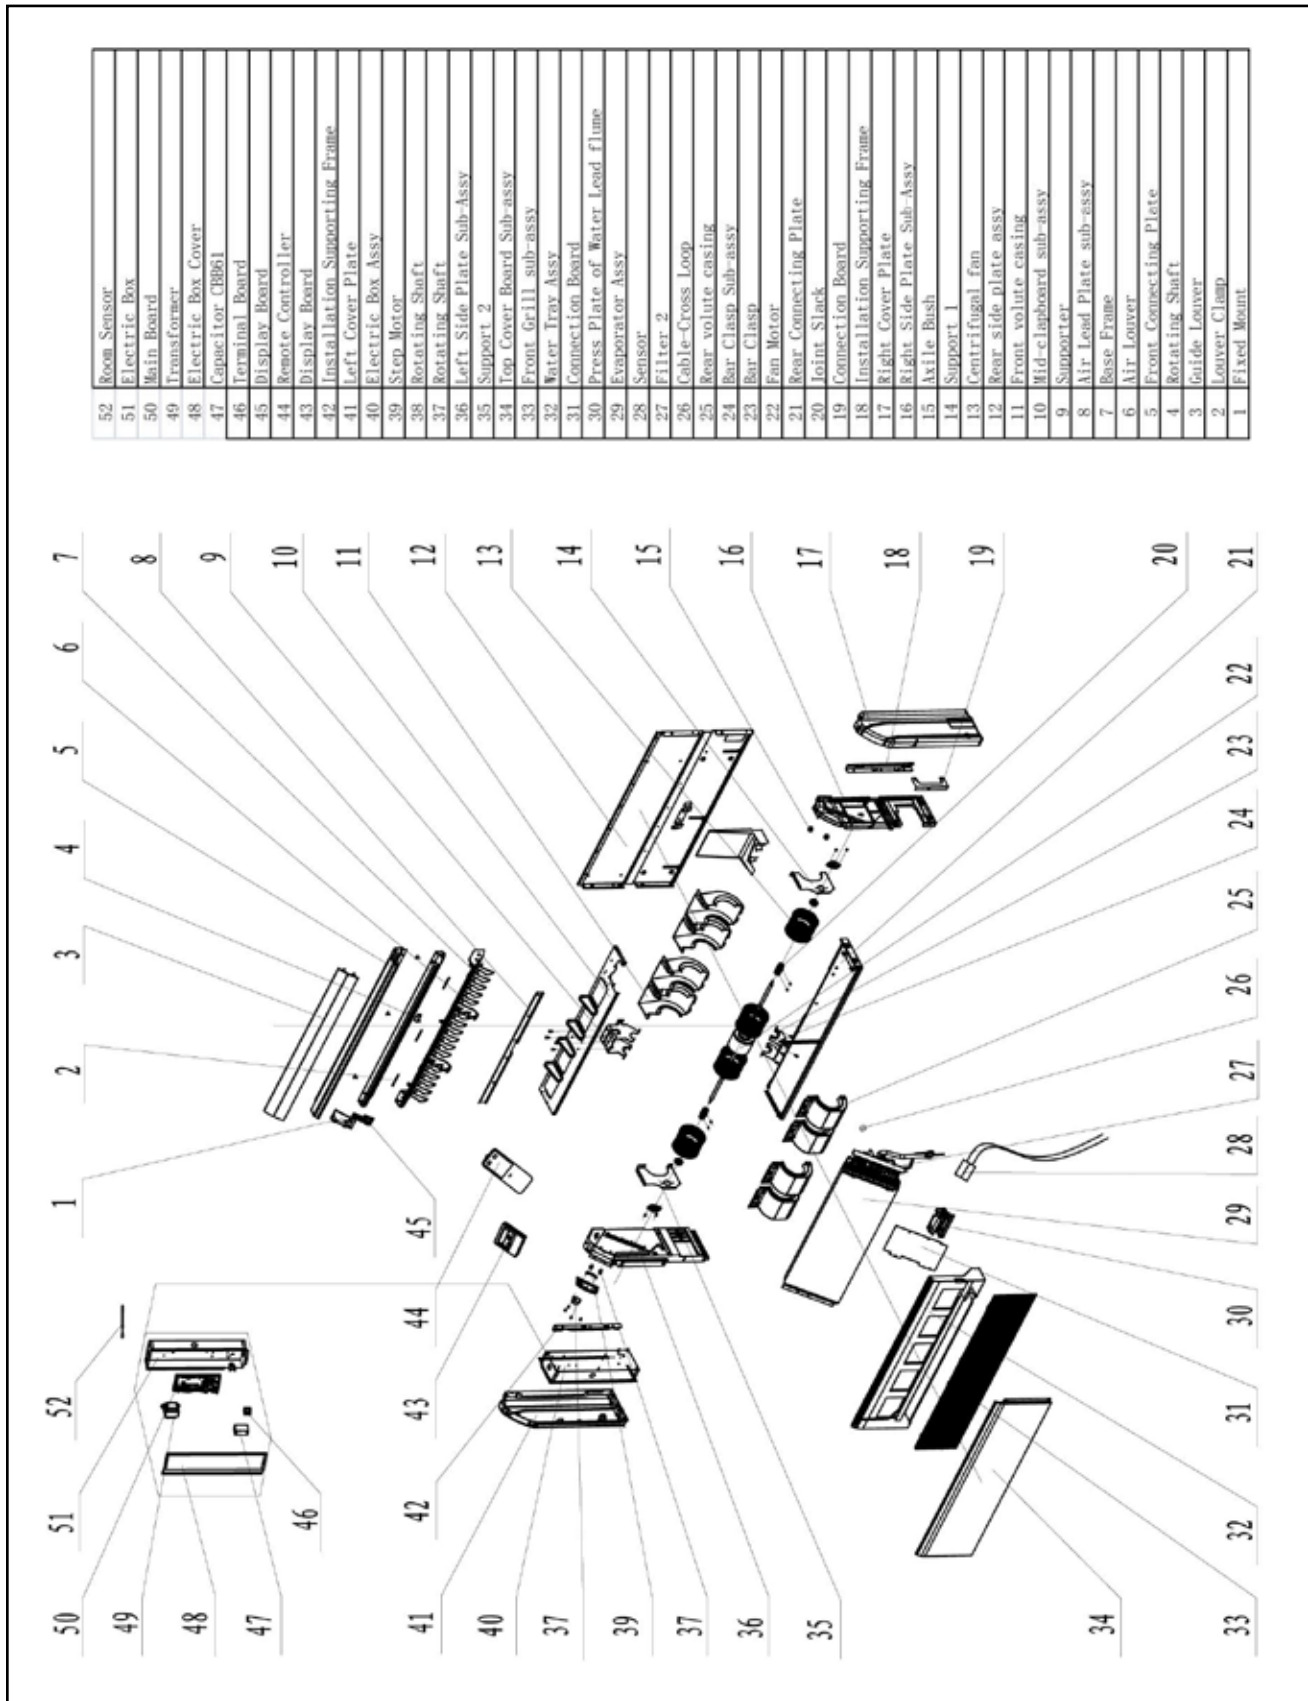 52 Room Sensor
51 Electric Box
50 Main Board
49 Transformer
48 Electric Box Cover
47 Capacitor CBB61
46 Terminal Board
45 Display Board
44 Remote Controller
43 Display Board
42 Installation Supporting Frame
41 Left Cover Plate
40 Electric Box Assy
39 Step Motor
38 Rotating Shaft
37 Rotating Shaft
36 Left Side Plate Sub-Assy
35 Support 2
34 Top Cover Board Sub-assy
33 Front Grill sub-assy
32 Water Tray Assy
31 Connection Board
30 Press Plate of Water Lead flume
29 Evaporator Assy
28 Sensor
27 Filter 2
26 Cable-Cross Loop
25 Rear volute casing
24 Bar Clasp Sub-assy
23 Bar Clasp
22 Fan Motor
21 Rear Connecting Plate
20 Joint Slack
19 Connection Board
18 Installation Supporting Frame
17 Right Cover Plate
16 Right Side Plate Sub-Assy
15 Axile Bush
14 Support 1
13 Centrifugal fan
12 Rear side plate assy
11 Front volute casing
10 Mid-clapboard sub-assy
9 Supporter
8 Air Lead Plate sub-assy
7 Base Frame
6 Air Louver
5 Front Connecting Plate
4 Rotating Shaft
3 Guide Louver
2 Louver Clamp
1 Fixed Mount
1
2
3
4
5
6
7
8
9
10
11
12
13
14
15
16
17
18
19
20
21
22
23
24
25
26
27
28
29
30
31
32
33
34
35
36
37
39
37
40
41
42
43
44
45
46
47
48
49
50
51
52